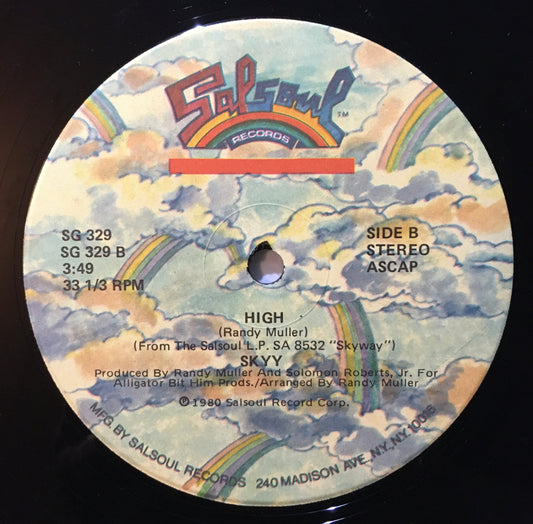 Salsoul
TM
RECORDS
SG 329
SG 329 B
3:49
33 1/3 RPM
SIDE B
STEREO
ASCAP
HIGH
(Randy Muller)
(From The Salsoul L.P. SA 8532 "Skyway")
SKYY
Produced By Randy Muller And Solomon Roberts, Jr. For
Alligator Bit Him Prods./Arranged By Randy Muller
℗ 1980 Salsoul Record Corp.
MFG. BY SALSOUL RECORDS 240 MADISON AVE., N.Y., N.Y. 10016